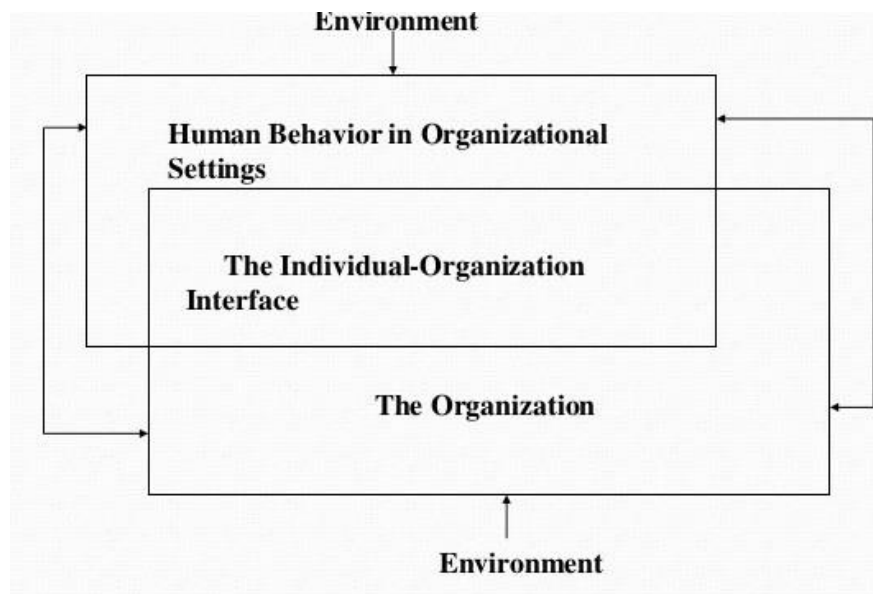 Environment
Human Behavior in Organizational
Settings
The Individual-Organization
Interface
The Organization
Environment